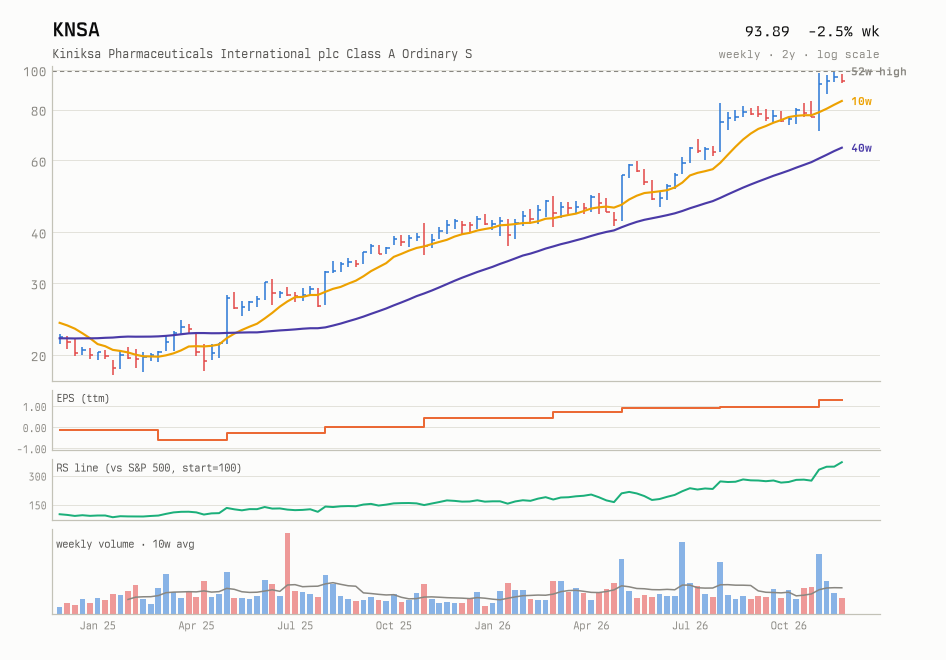 KNSA
93.89 -2.5% wk
Kiniksa Pharmaceuticals International plc Class A Ordinary S
weekly · 2y · log scale
100
52w high
10w
80
60
40w
40
30
20
EPS (ttm)
1.00
0.00
-1.00
RS line (vs S&P 500, start=100)
300
150
weekly volume · 10w avg
Jan 25 Apr 25 Jul 25 Oct 25 Jan 26 Apr 26 Jul 26 Oct 26